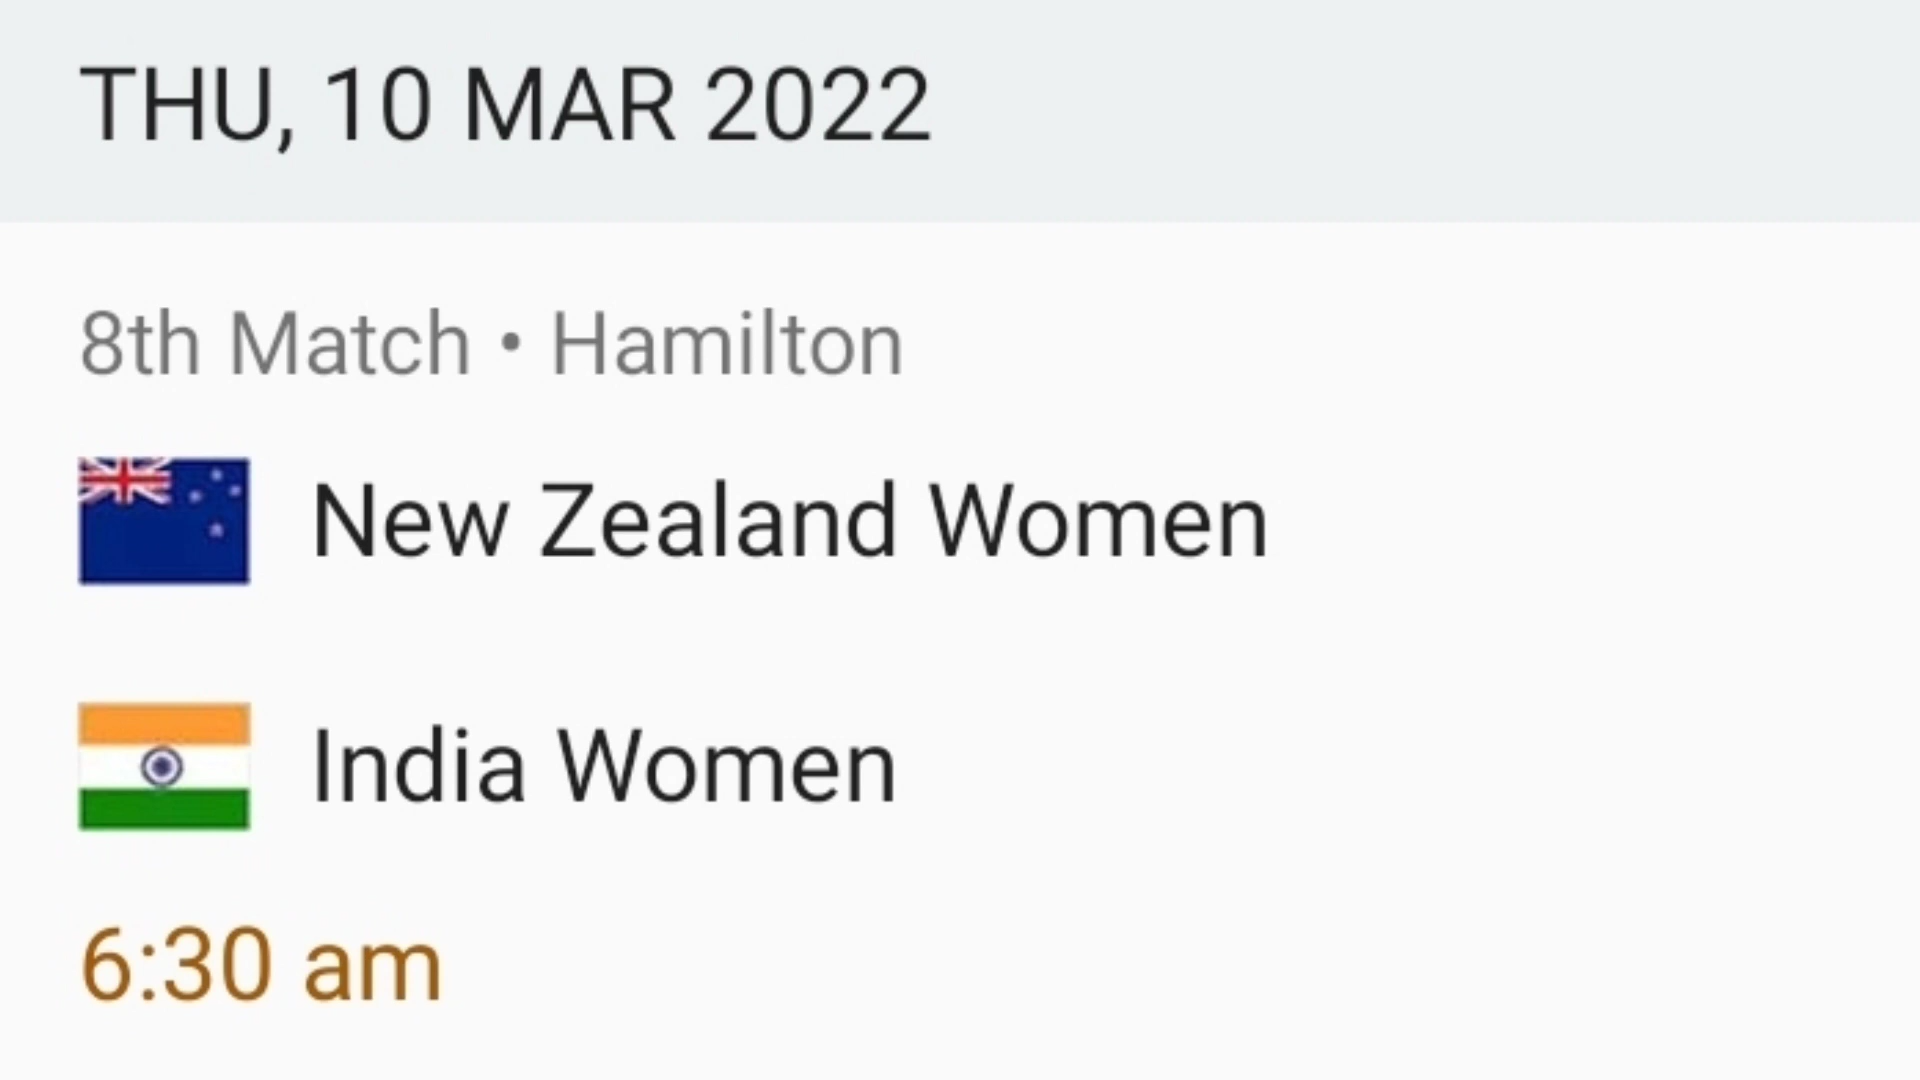 THU, 10 MAR 2022
8th Match • Hamilton
New Zealand Women
India Women
6:30 am